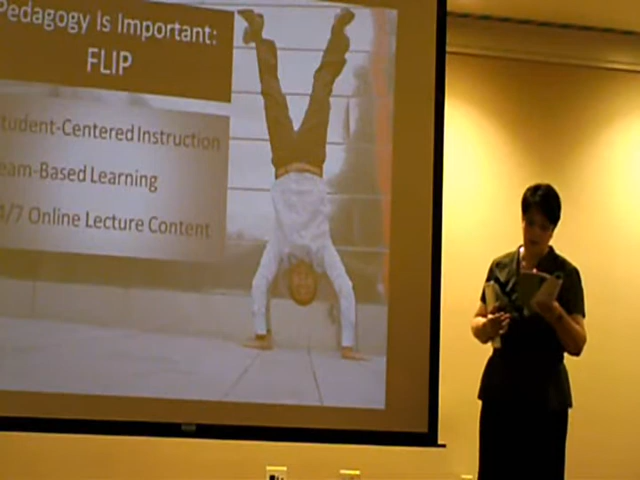 Pedagogy Is Important:
FLIP
tudent-Centered Instruction
eam-Based Learning
4/7 Online Lecture Content